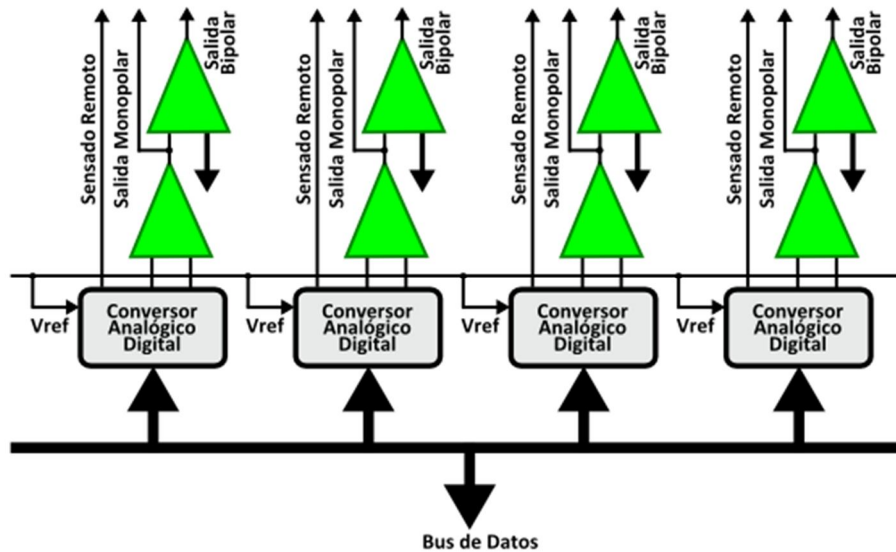 Sensado Remoto
Salida Monopolar
Salida
Bipolar
Sensado Remoto
Salida Monopolar
Salida
Bipolar
Sensado Remoto
Salida Monopolar
Salida
Bipolar
Sensado Remoto
Salida Monopolar
Salida
Bipolar
Vref
Conversor
Analógico
Digital
Vref
Conversor
Analógico
Digital
Vref
Conversor
Analógico
Digital
Vref
Conversor
Analógico
Digital
Bus de Datos